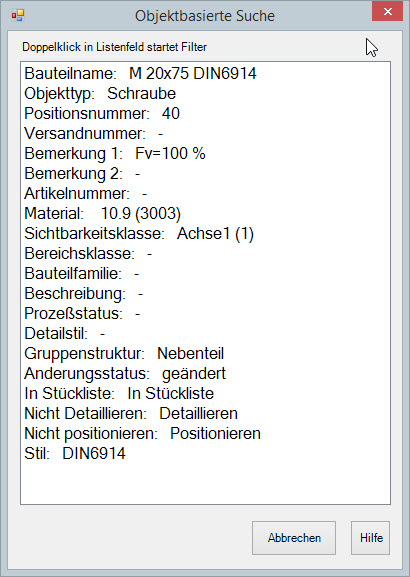 Objektbasierte Suche
Doppelklick in Listenfeld startet Filter
Bauteilname: M 20x75 DIN6914
Objekttyp: Schraube
Positionsnummer: 40
Versandnummer: -
Bemerkung 1: Fv=100 %
Bemerkung 2: -
Artikelnummer: -
Material: 10.9 (3003)
Sichtbarkeitsklasse: Achse1 (1)
Bereichsklasse: -
Bauteilfamilie: -
Beschreibung: -
Prozeßstatus: -
Detailstil: -
Gruppenstruktur: Nebenteil
Anderungsstatus: geändert
In Stückliste: In Stückliste
Nicht Detaillieren: Detaillieren
Nicht positionieren: Positionieren
Stil: DIN6914
Abbrechen
Hilfe